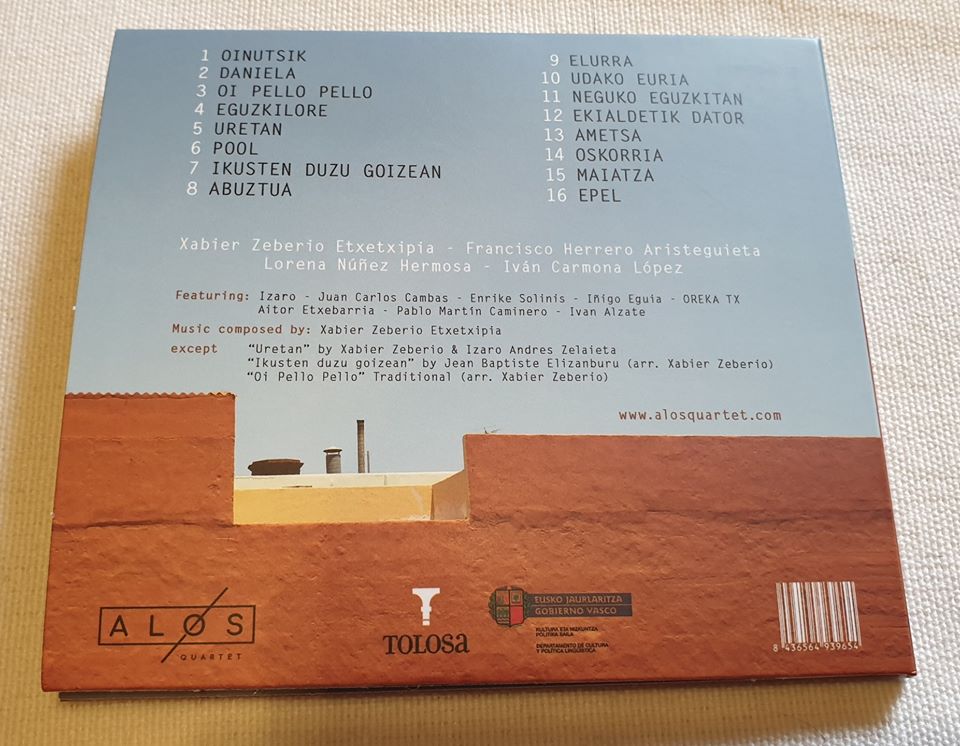 1 OINUTSIK
2 DANIELA
3 OI PELLO PELLO
4 EGUZKILORE
5 URETAN
6 POOL
7 IKUSTEN DUZU GOIZEAN
8 ABUZTUA
9 ELURRA
10 UDAKO EURIA
11 NEGUKO EGUZKITAN
12 EKIALDETIK DATOR
13 AMETSA
14 OSKORRIA
15 MAIATZA
16 EPEL
Xabier Zeberio Etxetxipia - Francisco Herrero Aristeguieta
Lorena Núñez Hermosa - Iván Carmona López
Featuring: Izaro - Juan Carlos Cambas - Enrike Solinis - Iñigo Eguia - OREKA TX
Aitor Etxebarria - Pablo Martín Caminero - Ivan Alzate
Music composed by: Xabier Zeberio Etxetxipia
except "Uretan" by Xabier Zeberio & Izaro Andres Zelaieta
"Ikusten duzu goizean" by Jean Baptiste Elizanburu (arr. Xabier Zeberio)
"Oi Pello Pello" Traditional (arr. Xabier Zeberio)
www.alosquartet.com
ALOS
QUARTET
TOLOSa
EUSKO JAURLARITZA
GOBIERNO VASCO
KULTURA ETA HIZKUNTZA
POLITIKA SAILA
DEPARTAMENTO DE CULTURA
Y POLÍTICA LINGÜÍSTICA
8 436564 939654